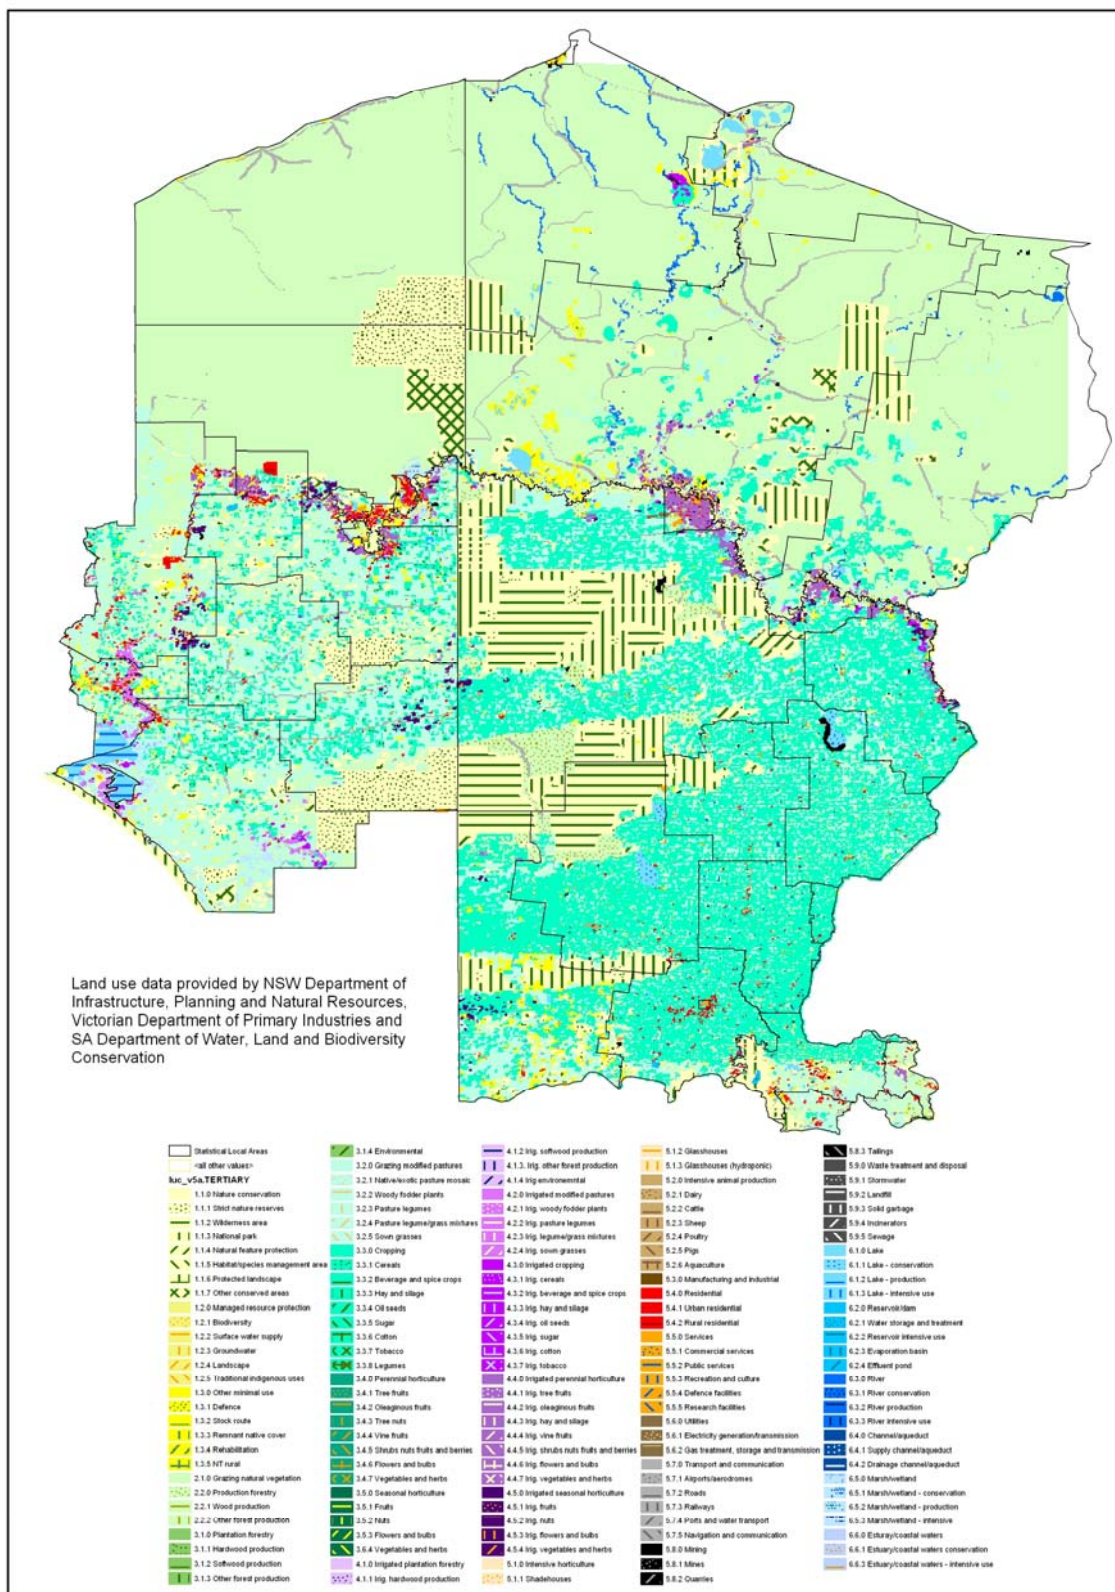 Land use data provided by NSW Department of
Infrastructure, Planning and Natural Resources,
Victorian Department of Primary Industries and
SA Department of Water, Land and Biodiversity
Conservation
Statistical Local Areas
<all other values>
luc_v5a.TERTIARY
1.1.0 Nature conservation
1.1.1 Strict nature reserves
1.1.2 Wilderness area
1.1.3 National park
1.1.4 Natural feature protection
1.1.5 Habitat/species management area
1.1.6 Protected landscape
1.1.7 Other conserved areas
1.2.0 Managed resource protection
1.2.1 Biodiversity
1.2.2 Surface water supply
1.2.3 Groundwater
1.2.4 Landscape
1.2.5 Traditional indigenous uses
1.3.0 Other minimal use
1.3.1 Defence
1.3.2 Stock route
1.3.3 Remnant native cover
1.3.4 Rehabilitation
1.3.5 NT rural
2.1.0 Grazing natural vegetation
2.2.0 Production forestry
2.2.1 Wood production
2.2.2 Other forest production
3.1.0 Plantation forestry
3.1.1 Hardwood production
3.1.2 Softwood production
3.1.3 Other forest production
3.1.4 Environmental
3.2.0 Grazing modified pastures
3.2.1 Native/exotic pasture mosaic
3.2.2 Woody fodder plants
3.2.3 Pasture legumes
3.2.4 Pasture legume/grass mixtures
3.2.5 Sown grasses
3.3.0 Cropping
3.3.1 Cereals
3.3.2 Beverage and spice crops
3.3.3 Hay and silage
3.3.4 Oil seeds
3.3.5 Sugar
3.3.6 Cotton
3.3.7 Tobacco
3.3.8 Legumes
3.4.0 Perennial horticulture
3.4.1 Tree fruits
3.4.2 Oleaginous fruits
3.4.3 Tree nuts
3.4.4 Vine fruits
3.4.5 Shrubs nuts fruits and berries
3.4.6 Flowers and bulbs
3.4.7 Vegetables and herbs
3.5.0 Seasonal horticulture
3.5.1 Fruits
3.5.2 Nuts
3.5.3 Flowers and bulbs
3.6.4 Vegetables and herbs
4.1.0 Irrigated plantation forestry
4.1.1 Irrig. hardwood production
4.1.2 Irrig. softwood production
4.1.3. Irrig. other forest production
4.1.4 Irrig environemntal
4.2.0 Irrigated modified pastures
4.2.1 Irrig. woody fodder plants
4.2.2 Irrig. pasture legumes
4.2.3 Irrig. legume/grass mixtures
4.2.4 Irrig. sown grasses
4.3.0 Irrigated cropping
4.3.1 Irrig. cereals
4.3.2 Irrig. beverage and spice crops
4.3.3 Irrig. hay and silage
4.3.4 Irrig. oil seeds
4.3.5 Irrig. sugar
4.3.6 Irrig. cotton
4.3.7 Irrig. tobacco
4.4.0 Irrigated perennial horticulture
4.4.1 Irrig. tree fruits
4.4.2 Irrig. oleaginous fruits
4.4.3 Irrig. hay and silage
4.4.4 Irrig. vine fruits
4.4.5 Irrig. shrubs nuts fruits and berries
4.4.6 Irrig. flowers and bulbs
4.4.7 Irrig. vegetables and herbs
4.5.0 Irrigated seasonal horticulture
4.5.1 Irrig. fruits
4.5.2 Irrig. nuts
4.5.3 Irrig. flowers and bulbs
4.5.4 Irrig. vegetables and herbs
5.1.0 Intensive horticulture
5.1.1 Shadehouses
5.1.2 Glasshouses
5.1.3 Glasshouses (hydroponic)
5.2.0 Intensive animal production
5.2.1 Dairy
5.2.2 Cattle
5.2.3 Sheep
5.2.4 Poultry
5.2.5 Pigs
5.2.6 Aquaculture
5.3.0 Manufacturing and industrial
5.4.0 Residential
5.4.1 Urban residential
5.4.2 Rural residential
5.5.0 Services
5.5.1 Commercial services
5.5.2 Public services
5.5.3 Recreation and culture
5.5.4 Defence facilities
5.5.5 Research facilities
5.6.0 Utilities
5.6.1 Electricity generation/transmission
5.6.2 Gas treatment, storage and transmission
5.7.0 Transport and communication
5.7.1 Airports/aerodromes
5.7.2 Roads
5.7.3 Railways
5.7.4 Ports and water transport
5.7.5 Navigation and communication
5.8.0 Mining
5.8.1 Mines
5.8.2 Quarries
5.8.3 Tailings
5.9.0 Waste treatment and disposal
5.9.1 Stormwater
5.9.2 Landfill
5.9.3 Solid garbage
5.9.4 Incinerators
5.9.5 Sewage
6.1.0 Lake
6.1.1 Lake - conservation
6.1.2 Lake - production
6.1.3 Lake - intensive use
6.2.0 Reservoir/dam
6.2.1 Water storage and treatment
6.2.2 Reservoir intensive use
6.2.3 Evaporation basin
6.2.4 Effluent pond
6.3.0 River
6.3.1 River conservation
6.3.2 River production
6.3.3 River intensive use
6.4.0 Channel/aqueduct
6.4.1 Supply channel/aqueduct
6.4.2 Drainage channel/aqueduct
6.5.0 Marsh/wetland
6.5.1 Marsh/wetland - conservation
6.5.2 Marsh/wetland - production
6.5.3 Marsh/wetland - intensive
6.6.0 Estuary/coastal waters
6.6.1 Estuary/coastal waters conservation
6.6.3 Estuary/coastal waters - intensive use